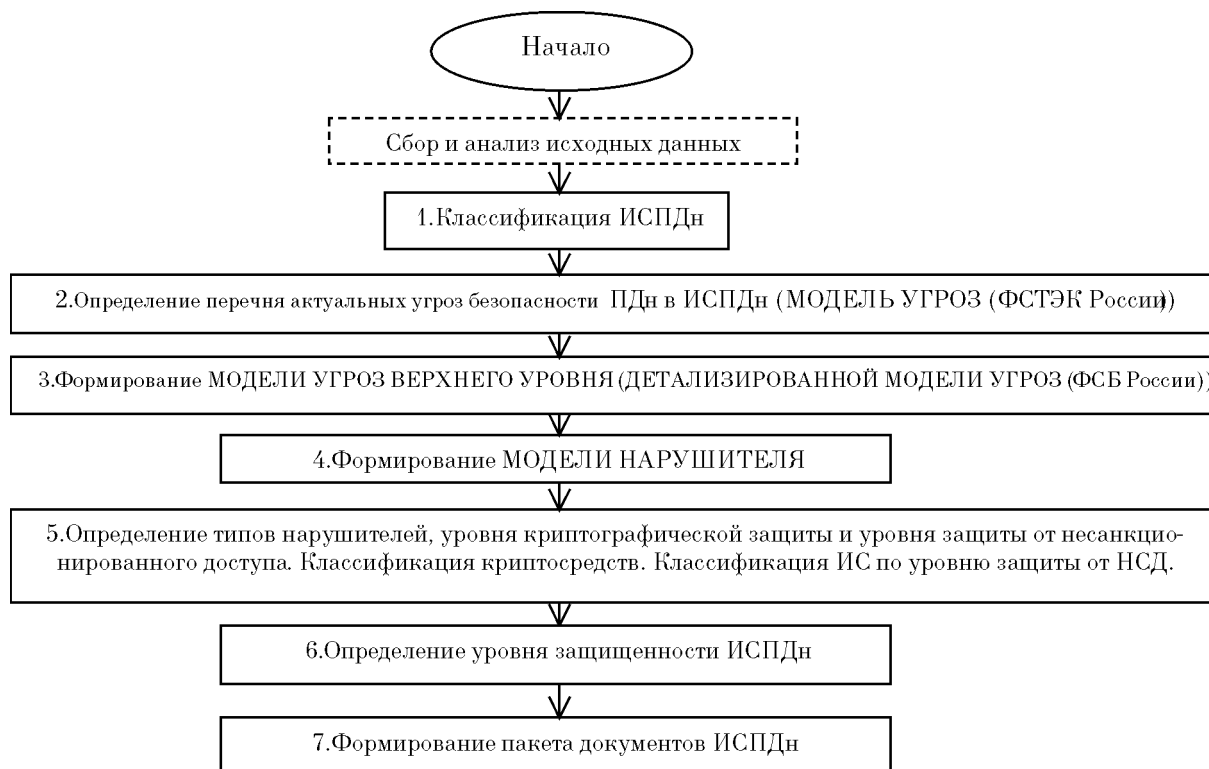 Начало
Сбор и анализ исходных данных
1.Классификация ИСПДн
2.Определение перечня актуальных угроз безопасности ПДн в ИСПДн (МОДЕЛЬ УГРОЗ (ФСТЭК России))
3.Формирование МОДЕЛИ УГРОЗ ВЕРХНЕГО УРОВНЯ (ДЕТАЛИЗИРОВАННОЙ МОДЕЛИ УГРОЗ (ФСБ России))
4.Формирование МОДЕЛИ НАРУШИТЕЛЯ
5.Определение типов нарушителей, уровня криптографической защиты и уровня защиты от несанкцио-
нированного доступа. Классификация криптосредств. Классификация ИС по уровню защиты от НСД.
6.Определение уровня защищенности ИСПДн
7.Формирование пакета документов ИСПДн